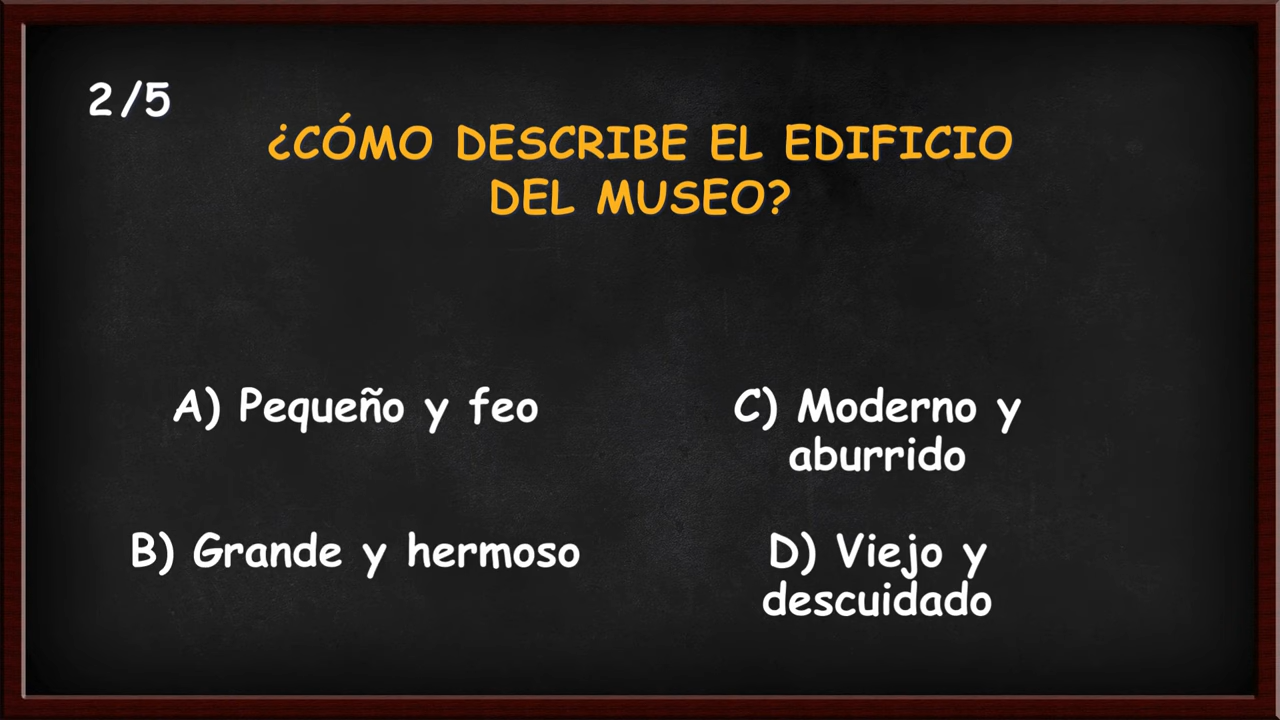 2/5
¿CÓMO DESCRIBE EL EDIFICIO
DEL MUSEO?
A) Pequeño y feo
B) Grande y hermoso
C) Moderno y
aburrido
D) Viejo y
descuidado